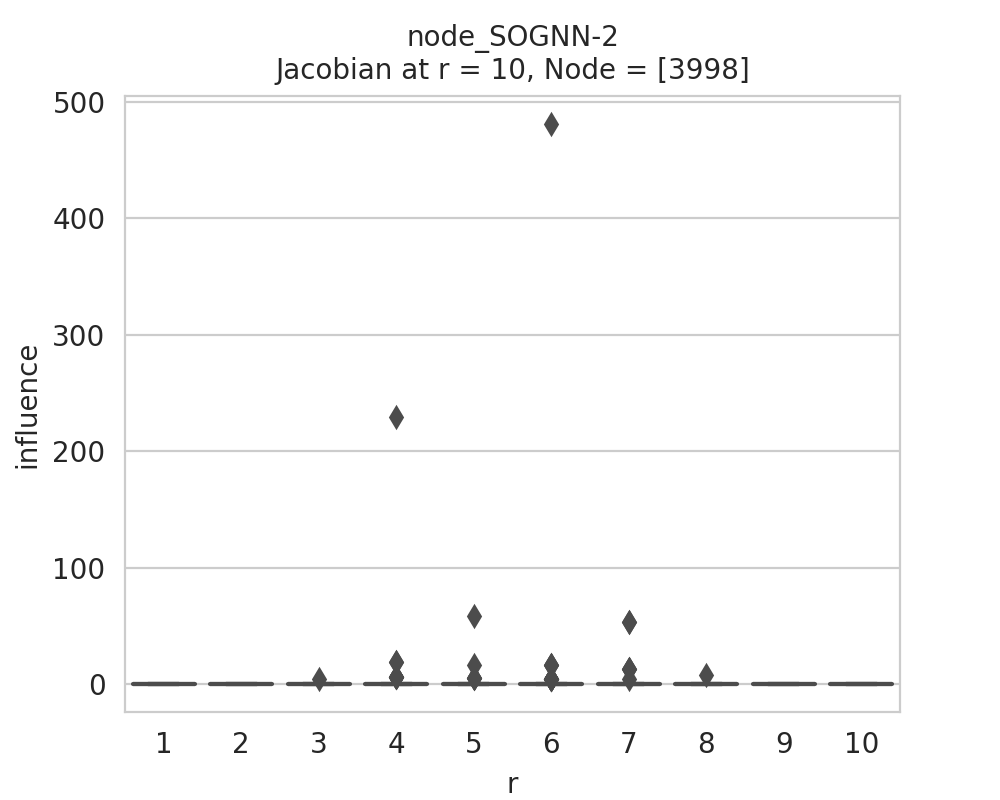 node_SOGNN-2
Jacobian at r = 10, Node = [3998]
500
400
300
200
100
0
influence
1 2 3 4 5 6 7 8 9 10
r